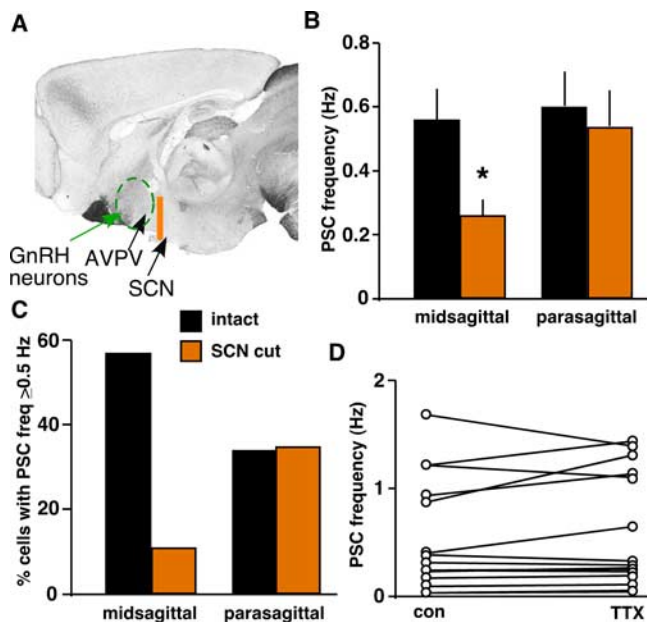 A
GnRH
neurons
AVPV
SCN
B
PSC frequency (Hz)
0.8
0.6
0.4
0.2
0
*
midsagittal
parasagittal
C
intact
SCN cut
% cells with PSC freq ≥0.5 Hz
60
40
20
0
midsagittal
parasagittal
D
PSC frequency (Hz)
2
1
0
con
TTX